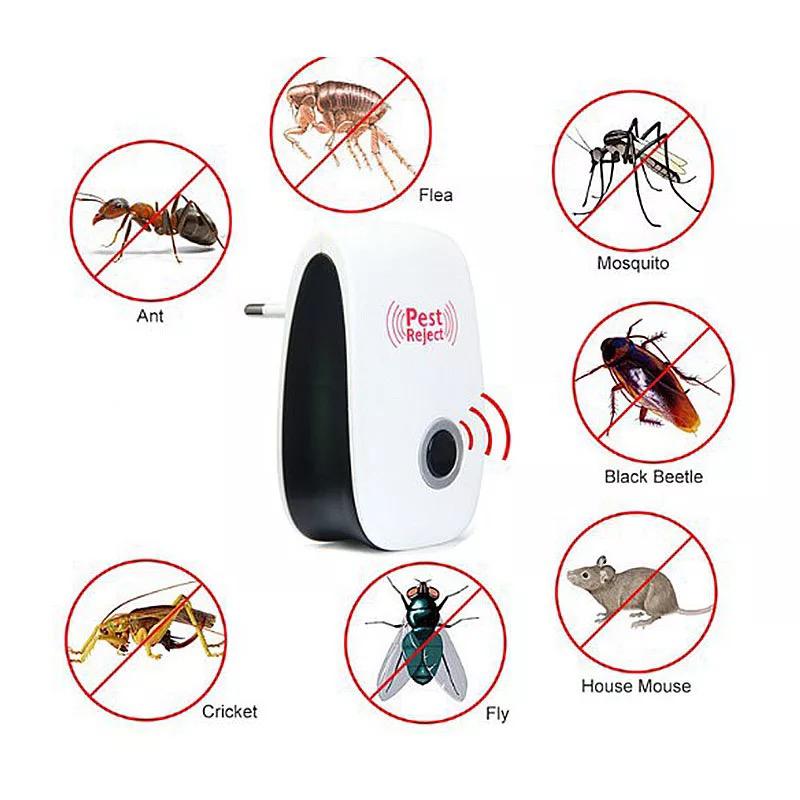 Flea
Ant
Mosquito
Pest
Reject
Black Beetle
House Mouse
Cricket
Fly